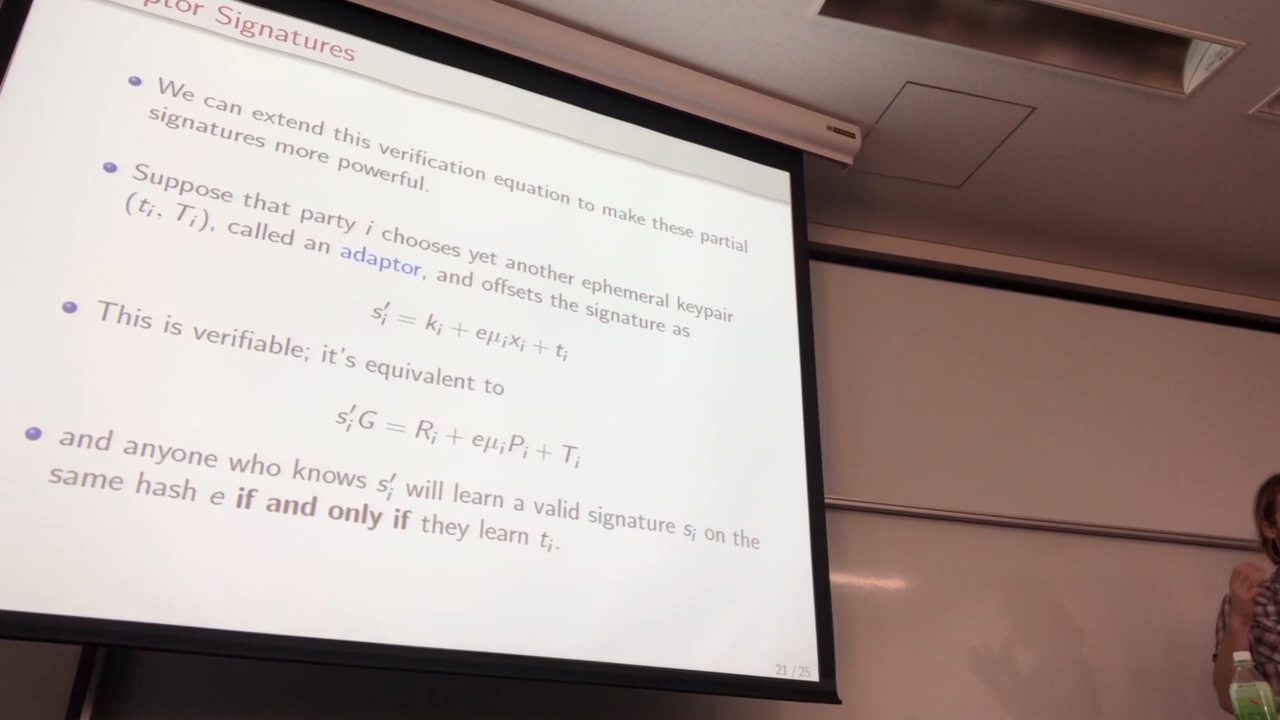 Signatures
We can extend this verification equation to make these partial
signatures more powerful.
Suppose that party i chooses yet another ephemeral keypair
(tᵢ, Tᵢ), called an adaptor, and offsets the signature as
s′ᵢ = kᵢ + eμᵢxᵢ + tᵢ
This is verifiable; it's equivalent to
s′ᵢG = Rᵢ + eμᵢPᵢ + Tᵢ
and anyone who knows s′ᵢ will learn a valid signature sᵢ on the
same hash e if and only if they learn tᵢ.
21 / 25